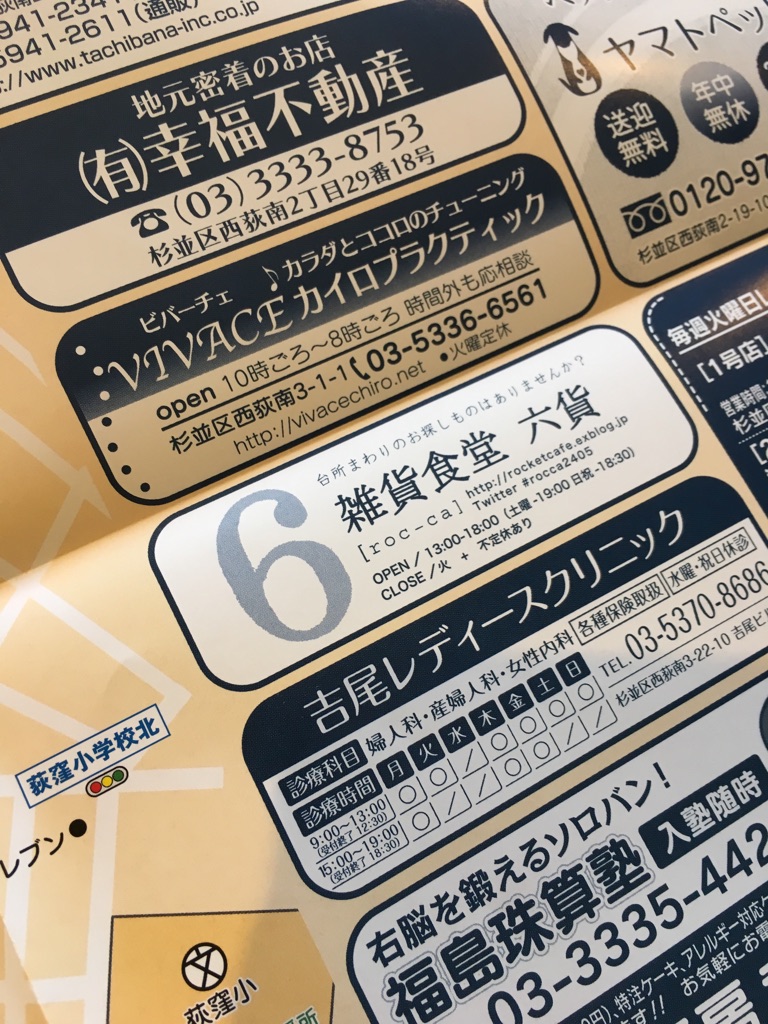 941-2611(通販)
://www.tachibana-inc.co.jp
地元密着のお店
(有)幸福不動産
☎(03)3333-8753
杉並区西荻南2丁目29番18号
ヤマトペッ
送迎
無料
年中
無休
0120-97
杉並区西荻南2-19-10
ビバーチェ ♪カラダとココロのチューニング
VIVACE カイロプラクティック
open 10時ごろ〜8時ごろ 時間外も応相談
杉並区西荻南3-1-1 03-5336-6561
http://vivacechiro.net ●火曜定休
毎週火曜日し
[1号店]
営業時間
台所まわりのお探しものはありませんか?
6 雑貨食堂 六貨
[roc-ca] http://rocketcafe.exblog.jp
Twitter #rocca2405
OPEN / 13:00-18:00 (土曜-19:00 日祝-18:30)
CLOSE / 火 + 不定休あり
吉尾レディースクリニック
診療科目 婦人科・産婦人科・女性内科 各種保険取扱 水曜・祝日休診
診療時間 月 火 水 木 金 土 日
9:00〜13:00 ○ ○ / ○ ○ ○ ○
(受付終了 12:30)
15:00〜19:00 ○ / / ○ ○ / /
(受付終了 18:30)
TEL. 03-5370-8686
杉並区西荻南3-22-10 吉尾ビ
右脳を鍛えるソロバン!
福島珠算塾 入塾随時
03-3335-442
円)、特注ケーキ、アレルギー対応
す!! お気軽にお電
荻窪小学校北
レブン
文
荻窪小